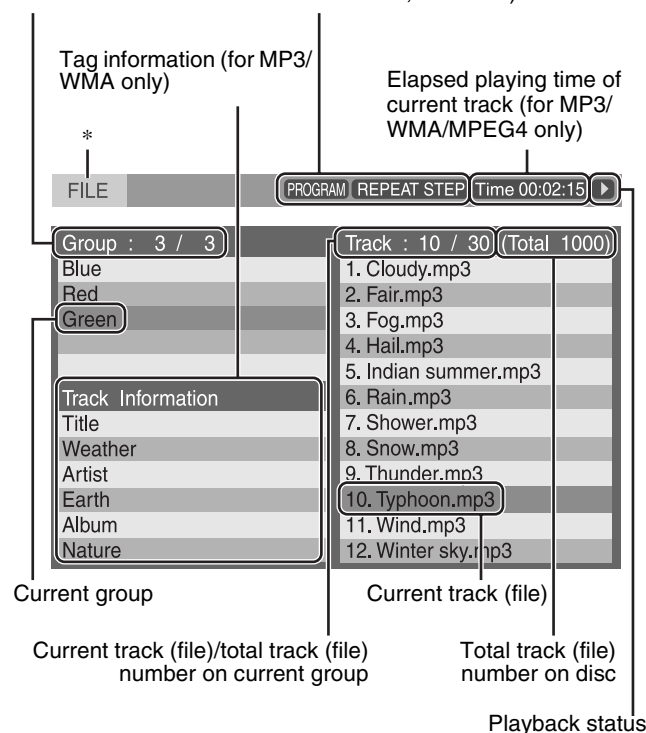 Tag information (for MP3/
WMA only)
Elapsed playing time of
current track (for MP3/
WMA/MPEG4 only)
*
FILE
PROGRAM REPEAT STEP Time 00:02:15
Group : 3 / 3
Blue
Red
Green
Track Information
Title
Weather
Artist
Earth
Album
Nature
Track : 10 / 30 (Total 1000)
1. Cloudy.mp3
2. Fair.mp3
3. Fog.mp3
4. Hail.mp3
5. Indian summer.mp3
6. Rain.mp3
7. Shower.mp3
8. Snow.mp3
9. Thunder.mp3
10. Typhoon.mp3
11. Wind.mp3
12. Winter sky.mp3
Current group
Current track (file)
Current track (file)/total track (file)
number on current group
Total track (file)
number on disc
Playback status